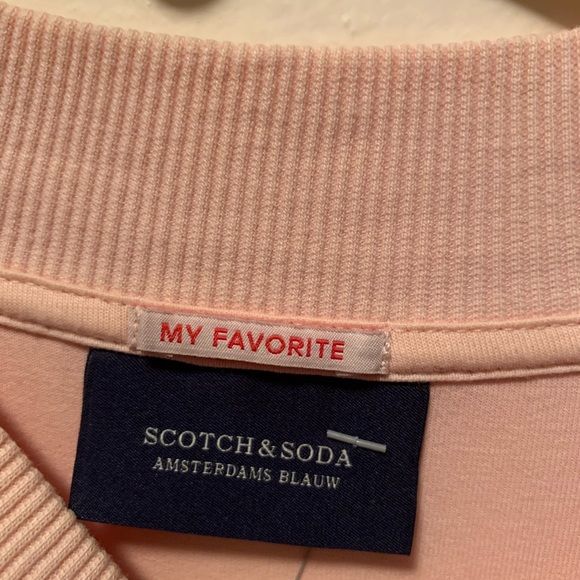 MY FAVORITE
SCOTCH & SODA
AMSTERDAMS BLAUW